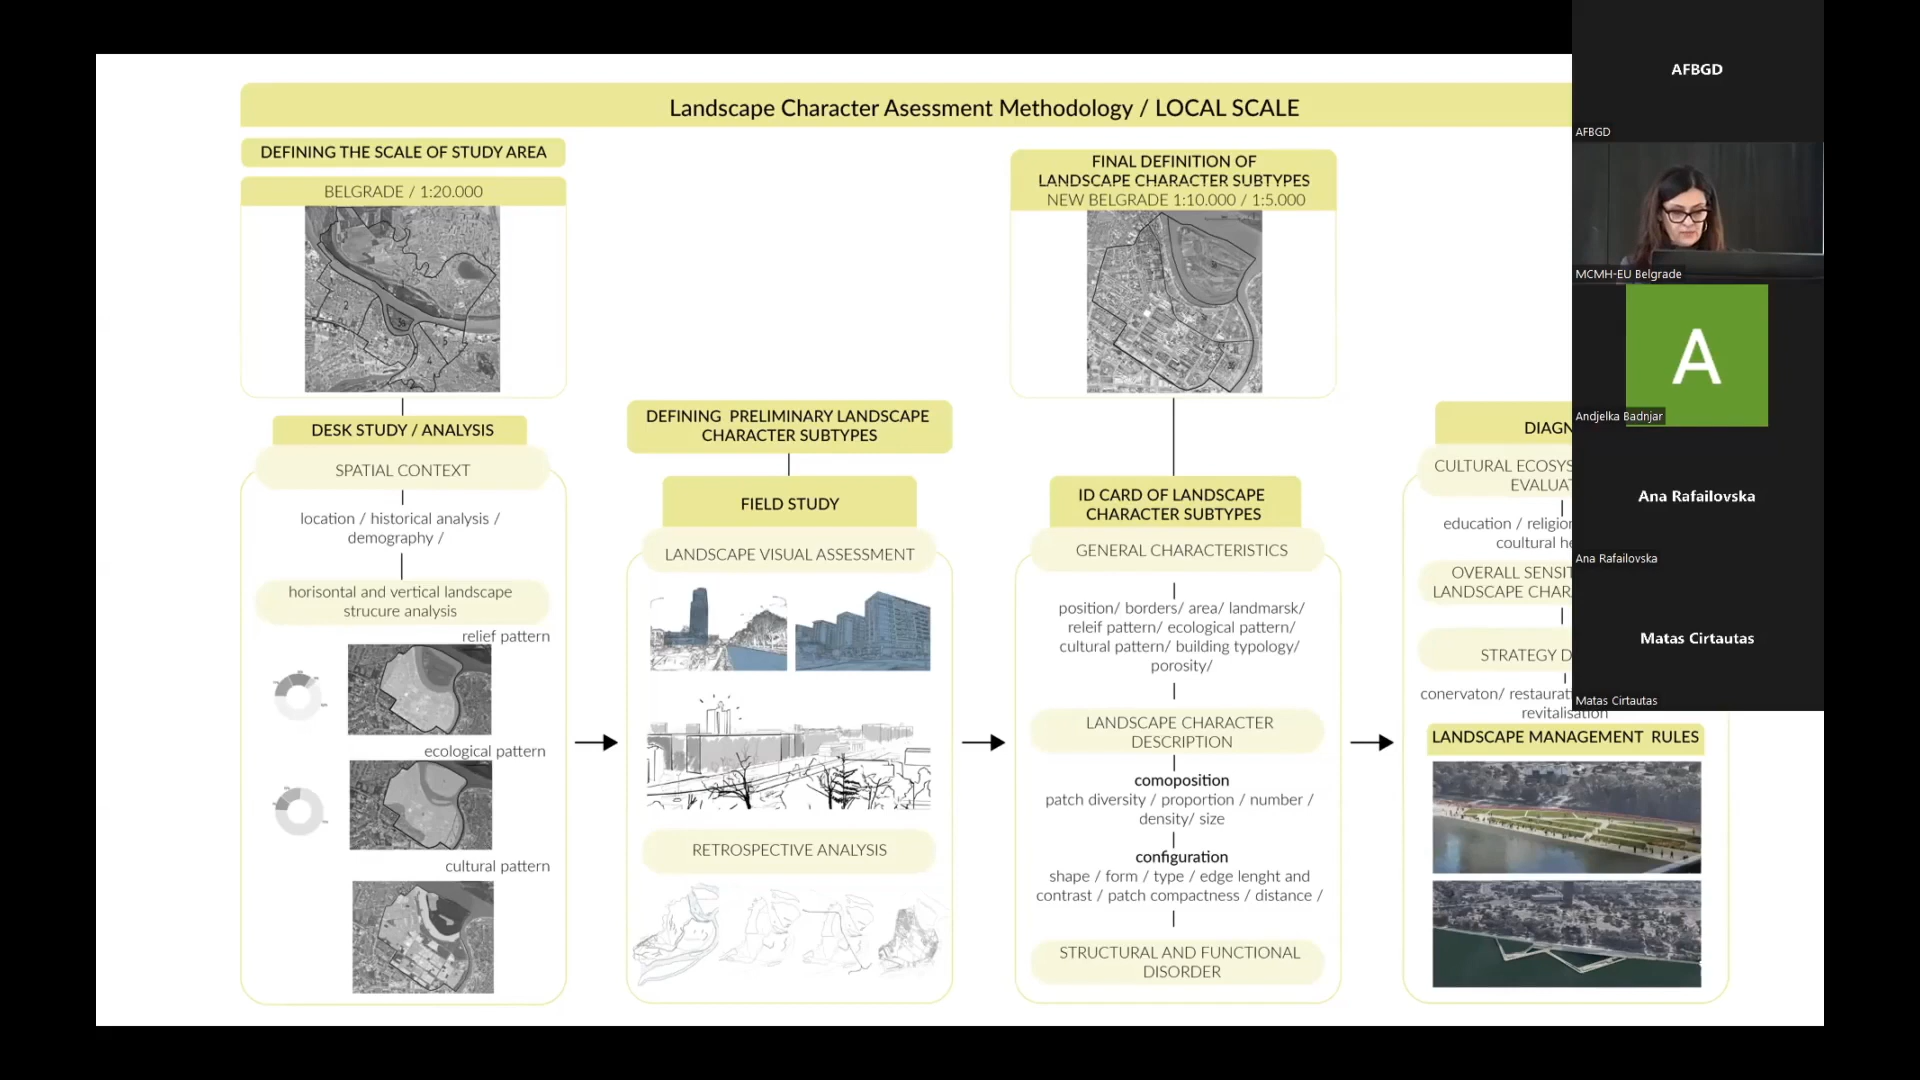 Landscape Character Asessment Methodology / LOCAL SCALE
DEFINING THE SCALE OF STUDY AREA
BELGRADE / 1:20.000
DESK STUDY / ANALYSIS
SPATIAL CONTEXT
location / historical analysis /
demography /
horisontal and vertical landscape
strucure analysis
relief pattern
ecological pattern
cultural pattern
DEFINING PRELIMINARY LANDSCAPE
CHARACTER SUBTYPES
FIELD STUDY
LANDSCAPE VISUAL ASSESSMENT
RETROSPECTIVE ANALYSIS
FINAL DEFINITION OF
LANDSCAPE CHARACTER SUBTYPES
NEW BELGRADE 1:10.000 / 1:5.000
ID CARD OF LANDSCAPE
CHARACTER SUBTYPES
GENERAL CHARACTERISTICS
position/ borders/ area/ landmarsk/
releif pattern/ ecological pattern/
cultural pattern/ building typology/
porosity/
LANDSCAPE CHARACTER
DESCRIPTION
comoposition
patch diversity / proportion / number /
density/ size
configuration
shape / form / type / edge lenght and
contrast / patch compactness / distance /
STRUCTURAL AND FUNCTIONAL
DISORDER
DIAGN
CULTURAL ECOSYS
EVALUAT
education / religio
coultural he
OVERALL SENSIT
LANDSCAPE CHAR
STRATEGY D
conervaton/ restaurat
revitalisation
LANDSCAPE MANAGEMENT RULES
AFBGD
AFBGD
MCMH-EU Belgrade
A
Andjelka Badnjar
Ana Rafailovska
Ana Rafailovska
Matas Cirtautas
Matas Cirtautas